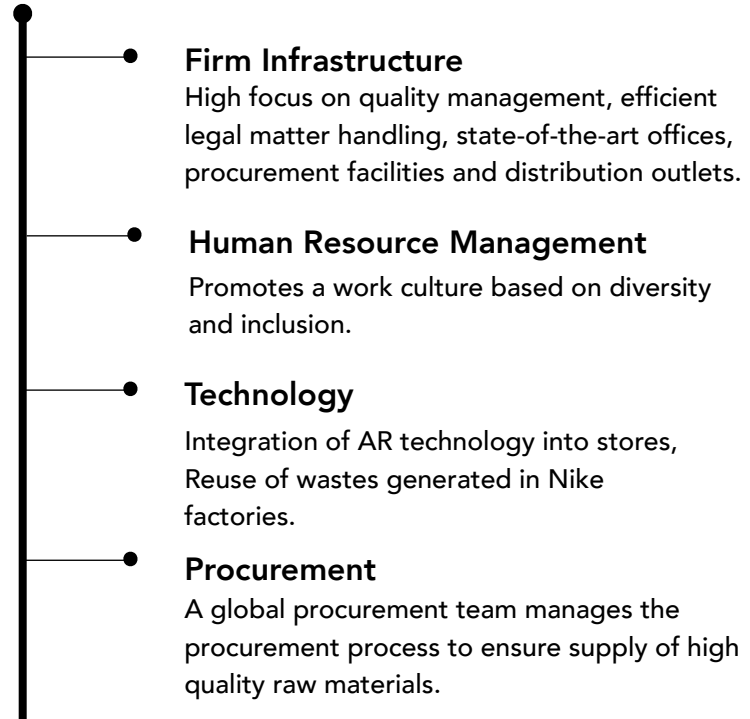 Firm Infrastructure
High focus on quality management, efficient
legal matter handling, state-of-the-art offices,
procurement facilities and distribution outlets.
Human Resource Management
Promotes a work culture based on diversity
and inclusion.
Technology
Integration of AR technology into stores,
Reuse of wastes generated in Nike
factories.
Procurement
A global procurement team manages the
procurement process to ensure supply of high
quality raw materials.